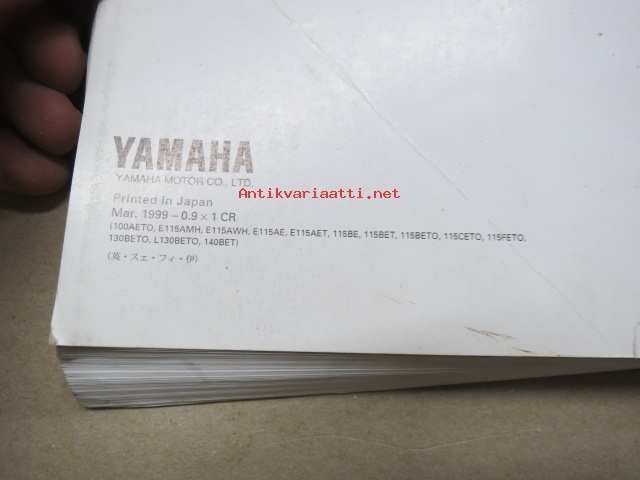 YAMAHA
YAMAHA MOTOR CO., LTD.
Antikvariaatti.net
Printed in Japan
Mar. 1999 – 0.9 × 1 CR
(100AETO, E115AMH, E115AWH, E115AE, E115AET, 115BE, 115BET, 115BETO, 115CETO, 115FETO,
130BETO, L130BETO, 140BET)
(英・スェ・フィ・伊)